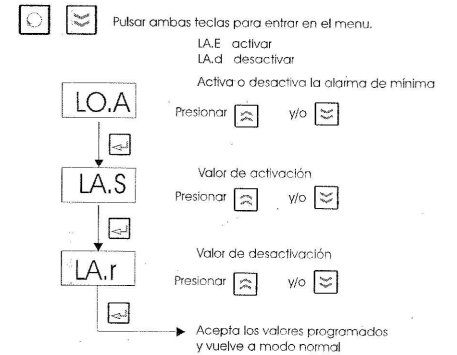 Pulsar ambas teclas para entrar en el menu.
LA.E activar
LA.d desactivar
Activa o desactiva la alarma de mínima
LO.A
Presionar y/o
LA.S
Valor de activación
Presionar y/o
LA.r
Valor de desactivación
Presionar y/o
Acepta los valores programados
y vuelve a modo normal